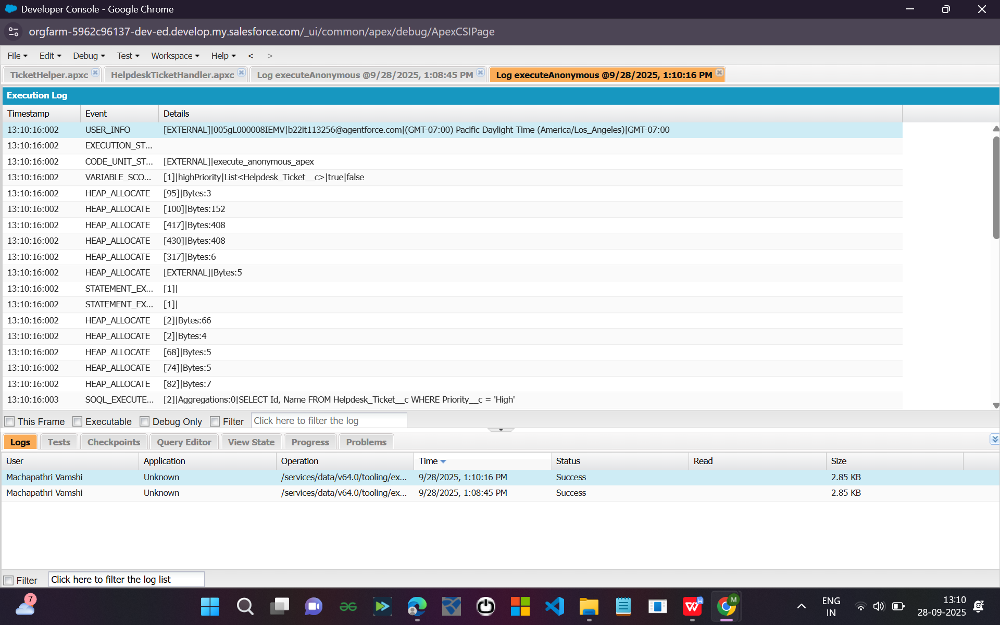 Developer Console - Google Chrome
orgfarm-5962c96137-dev-ed.develop.my.salesforce.com/_ui/common/apex/debug/ApexCSIPage
File Edit Debug Test Workspace Help < >
TicketHelper.apxc HelpdeskTicketHandler.apxc Log executeAnonymous @9/28/2025, 1:08:45 PM Log executeAnonymous @9/28/2025, 1:10:16 PM
Execution Log
Timestamp Event Details
13:10:16:002 USER_INFO [EXTERNAL]|005gL000008IEMV|b22it113256@agentforce.com|(GMT-07:00) Pacific Daylight Time (America/Los_Angeles)|GMT-07:00
13:10:16:002 EXECUTION_ST...
13:10:16:002 CODE_UNIT_ST... [EXTERNAL]|execute_anonymous_apex
13:10:16:002 VARIABLE_SCO... [1]|highPriority|List<Helpdesk_Ticket__c>|true|false
13:10:16:002 HEAP_ALLOCATE [95]|Bytes:3
13:10:16:002 HEAP_ALLOCATE [100]|Bytes:152
13:10:16:002 HEAP_ALLOCATE [417]|Bytes:408
13:10:16:002 HEAP_ALLOCATE [430]|Bytes:408
13:10:16:002 HEAP_ALLOCATE [317]|Bytes:6
13:10:16:002 HEAP_ALLOCATE [EXTERNAL]|Bytes:5
13:10:16:002 STATEMENT_EX... [1]|
13:10:16:002 STATEMENT_EX... [1]|
13:10:16:002 HEAP_ALLOCATE [2]|Bytes:66
13:10:16:002 HEAP_ALLOCATE [2]|Bytes:4
13:10:16:002 HEAP_ALLOCATE [68]|Bytes:5
13:10:16:002 HEAP_ALLOCATE [74]|Bytes:5
13:10:16:002 HEAP_ALLOCATE [82]|Bytes:7
13:10:16:003 SOQL_EXECUTE... [2]|Aggregations:0|SELECT Id, Name FROM Helpdesk_Ticket__c WHERE Priority__c = 'High'
This Frame Executable Debug Only Filter Click here to filter the log
Logs Tests Checkpoints Query Editor View State Progress Problems
User Application Operation Time Status Read Size
Machapathri Vamshi Unknown /services/data/v64.0/tooling/ex... 9/28/2025, 1:10:16 PM Success 2.85 KB
Machapathri Vamshi Unknown /services/data/v64.0/tooling/ex... 9/28/2025, 1:08:45 PM Success 2.85 KB
Filter Click here to filter the log list
7
M
ENG
IN
13:10
28-09-2025